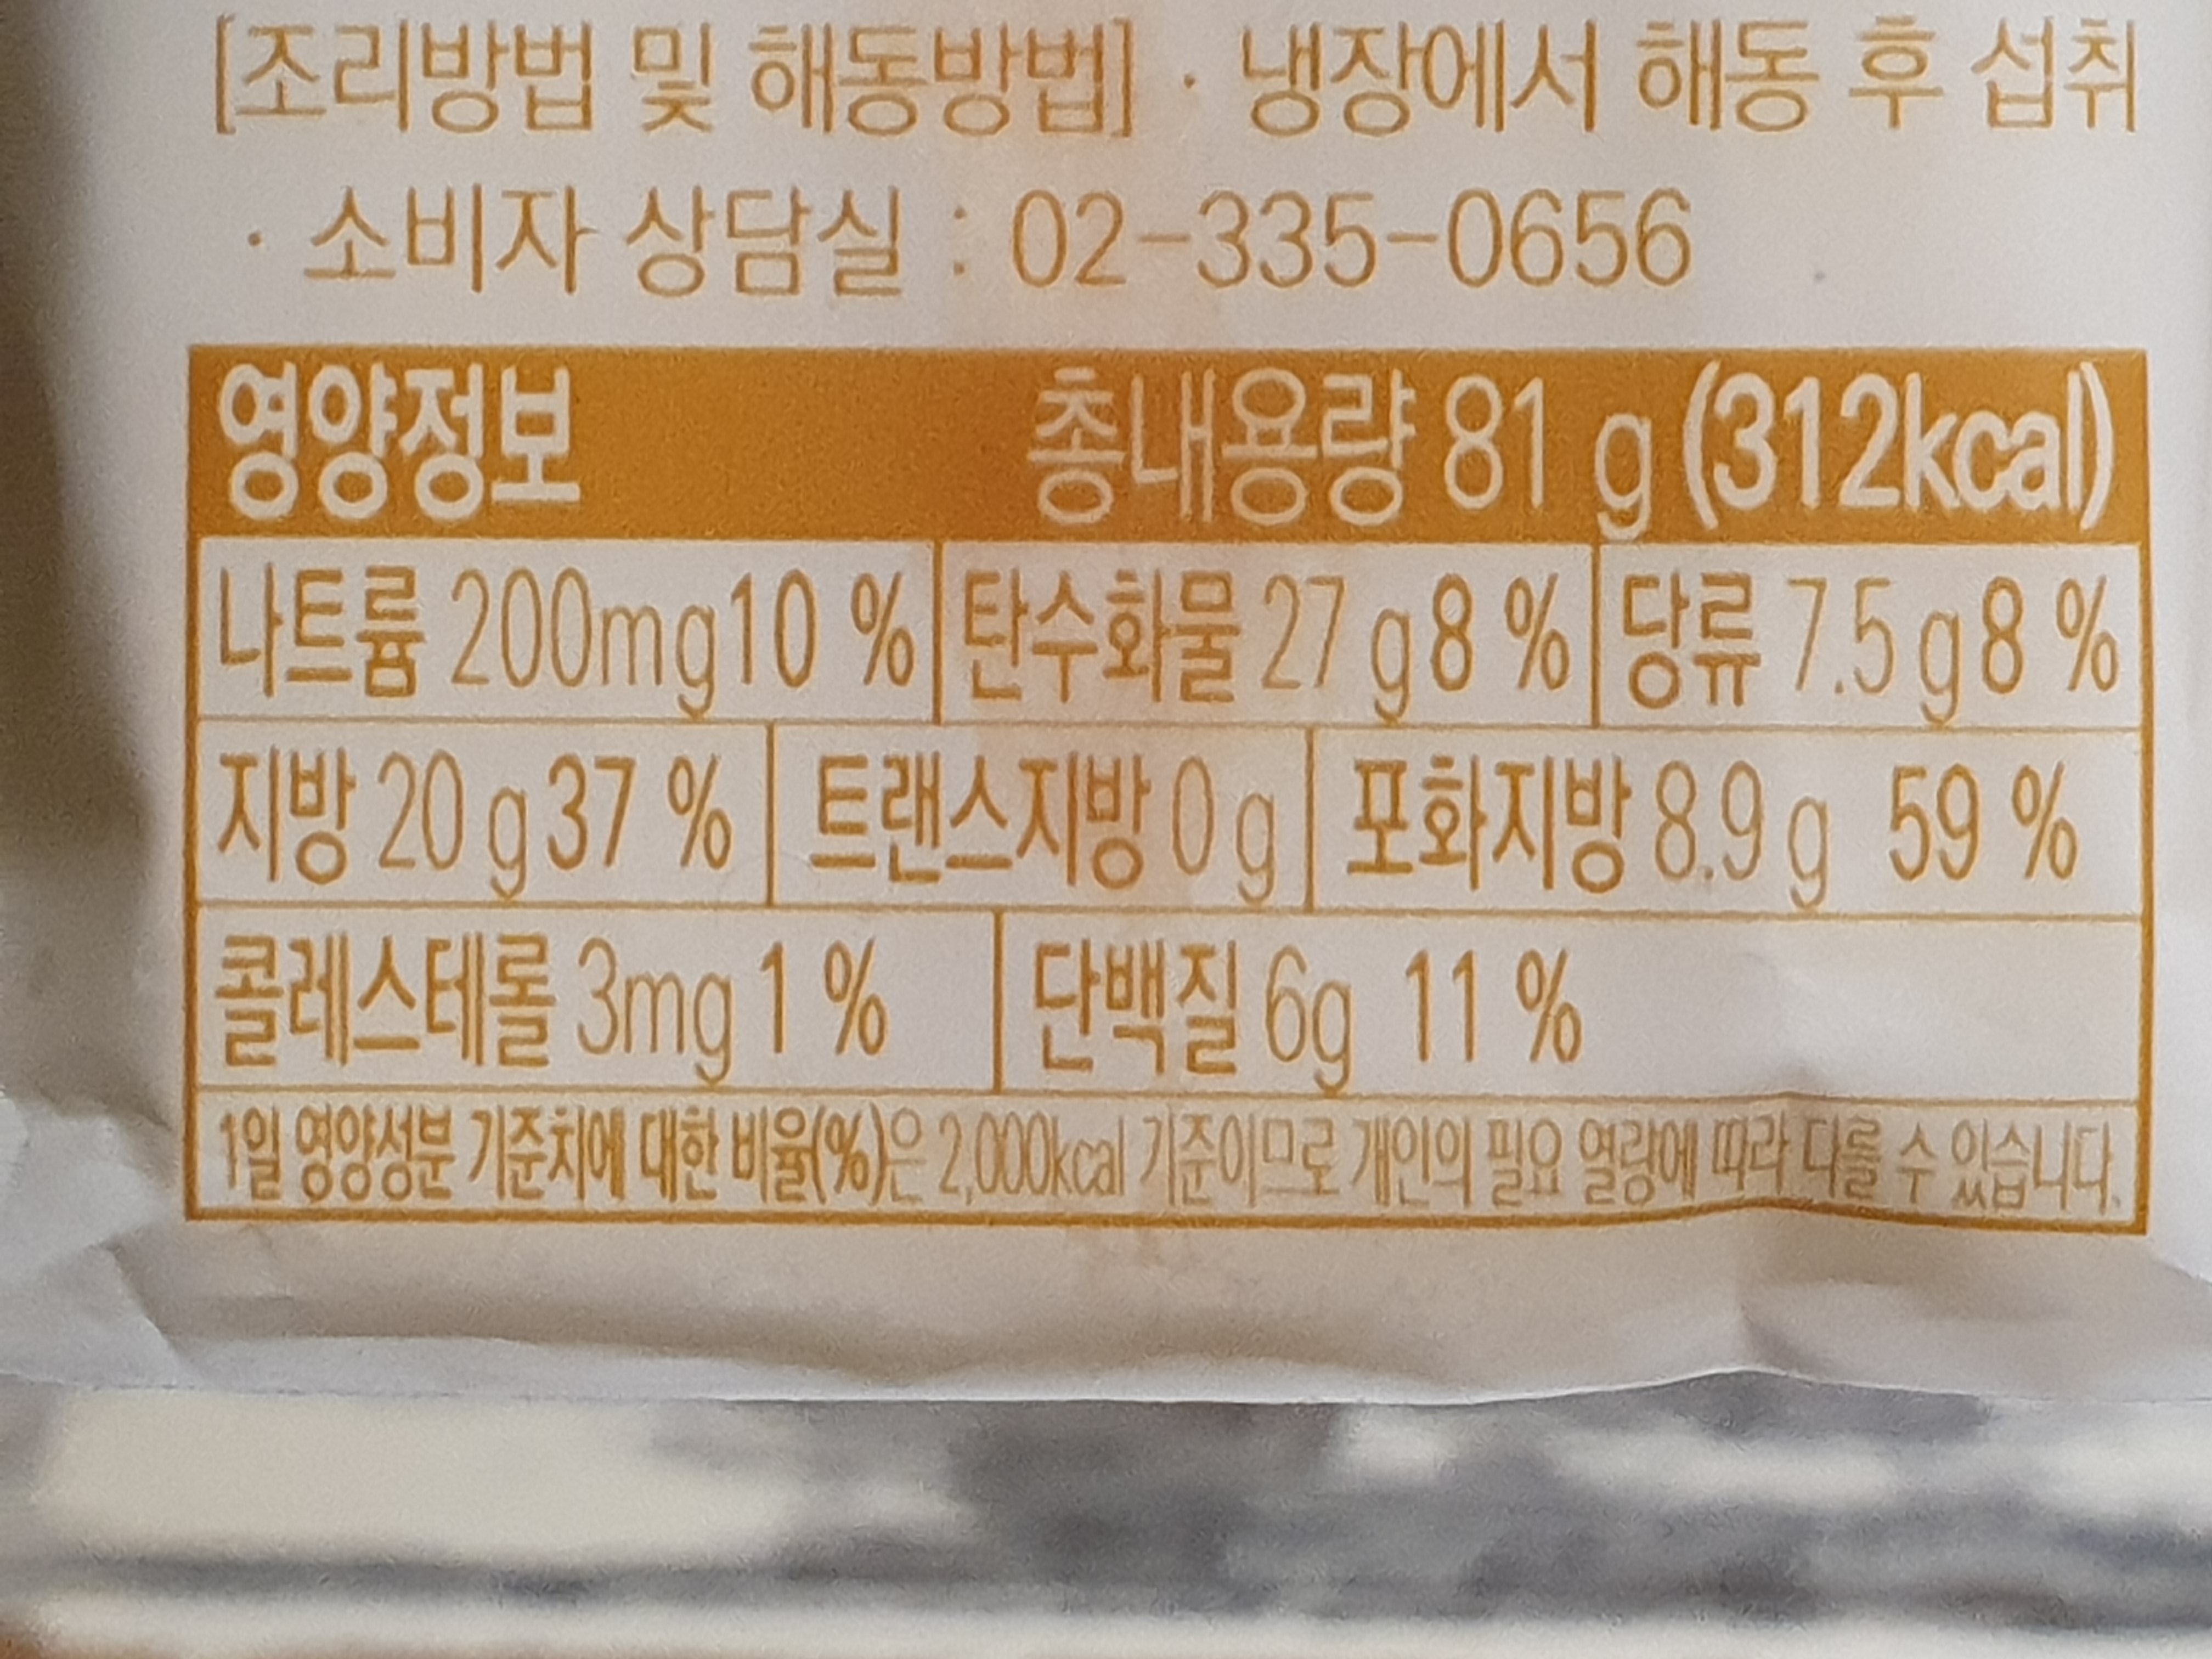 [조리방법 및 해동방법] · 냉장에서 해동 후 섭취
· 소비자 상담실 : 02-335-0656
영양정보 총내용량 81 g (312kcal)
나트륨 200mg 10 % 탄수화물 27 g 8 % 당류 7.5 g 8 %
지방 20 g 37 % 트랜스지방 0 g 포화지방 8.9 g 59 %
콜레스테롤 3mg 1 % 단백질 6g 11 %
1일 영양성분 기준치에 대한 비율(%)은 2,000kcal 기준이므로 개인의 필요 열량에 따라 다를 수 있습니다.